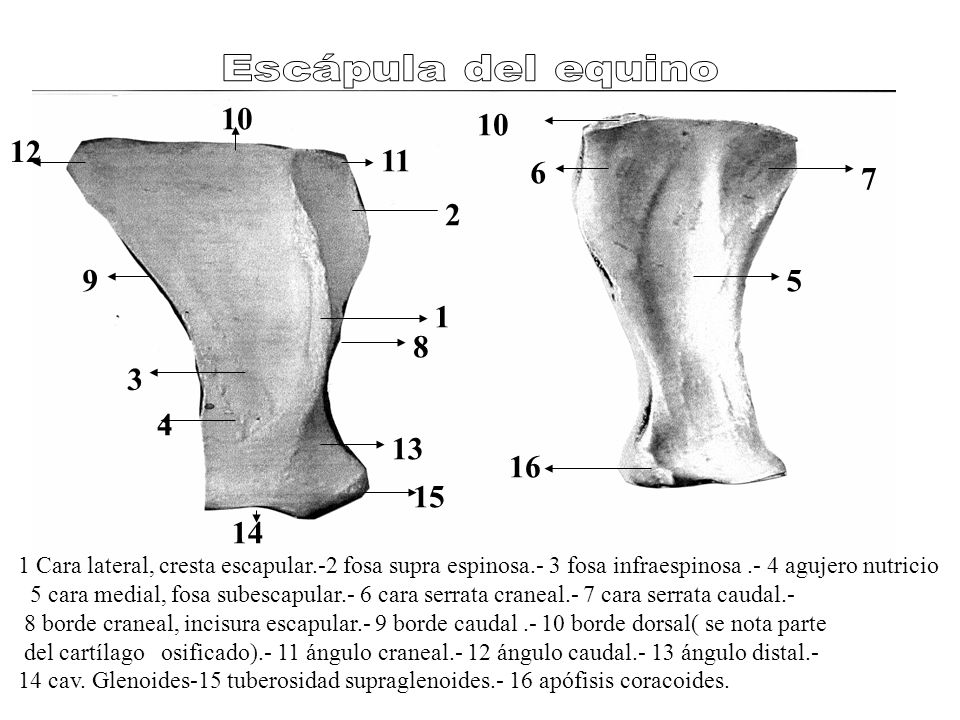 Escápula del equino
10
10
12
11
6
7
2
9
5
1
8
3
4
13
16
15
14
1 Cara lateral, cresta escapular.-2 fosa supra espinosa.- 3 fosa infraespinosa .- 4 agujero nutricio
5 cara medial, fosa subescapular.- 6 cara serrata craneal.- 7 cara serrata caudal.-
8 borde craneal, incisura escapular.- 9 borde caudal .- 10 borde dorsal( se nota parte
del cartílago osificado).- 11 ángulo craneal.- 12 ángulo caudal.- 13 ángulo distal.-
14 cav. Glenoides-15 tuberosidad supraglenoides.- 16 apófisis coracoides.